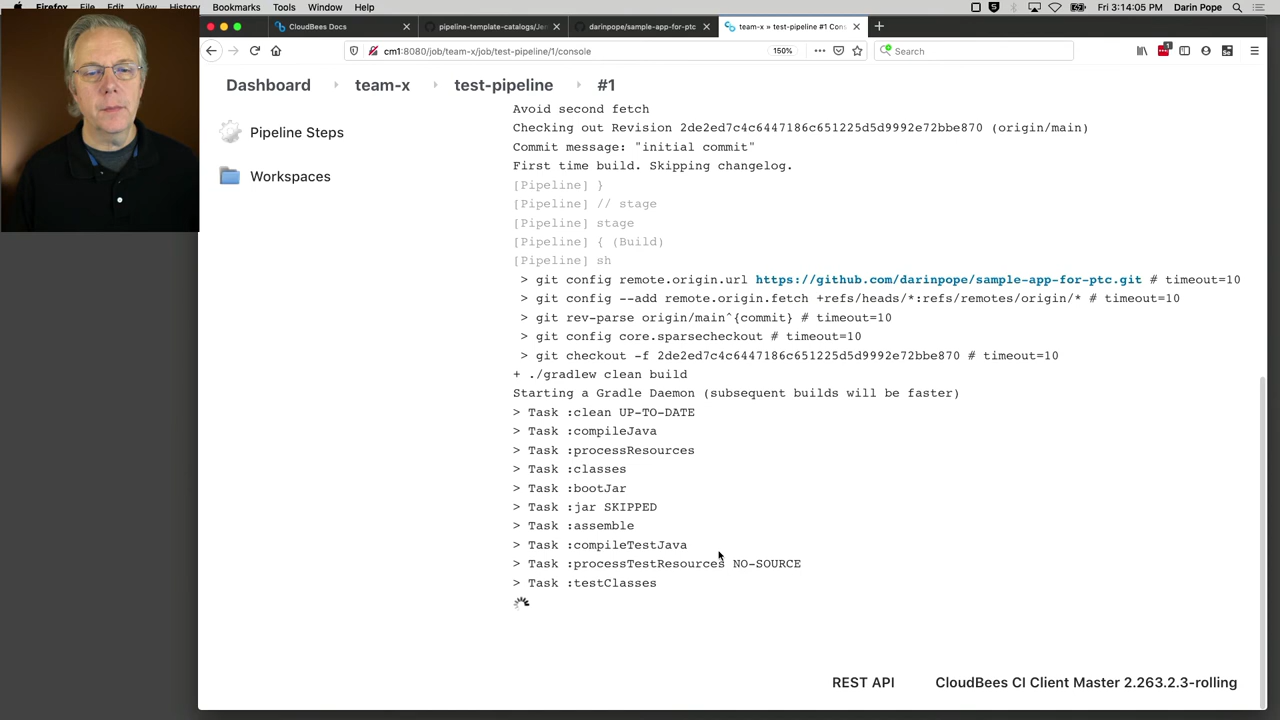 Firefox File Edit View History Bookmarks Tools Window Help
Fri 3:14:05 PM Darin Pope
CloudBees Docs
pipeline-template-catalogs/Jen
darinpope/sample-app-for-ptc
team-x » test-pipeline #1 Cons
cm1:8080/job/team-x/job/test-pipeline/1/console
150%
Search
Dashboard team-x test-pipeline #1
Pipeline Steps
Workspaces
Avoid second fetch
Checking out Revision 2de2ed7c4c6447186c651225d5d9992e72bbe870 (origin/main)
Commit message: "initial commit"
First time build. Skipping changelog.
[Pipeline] }
[Pipeline] // stage
[Pipeline] stage
[Pipeline] { (Build)
[Pipeline] sh
> git config remote.origin.url https://github.com/darinpope/sample-app-for-ptc.git # timeout=10
> git config --add remote.origin.fetch +refs/heads/*:refs/remotes/origin/* # timeout=10
> git rev-parse origin/main^{commit} # timeout=10
> git config core.sparsecheckout # timeout=10
> git checkout -f 2de2ed7c4c6447186c651225d5d9992e72bbe870 # timeout=10
+ ./gradlew clean build
Starting a Gradle Daemon (subsequent builds will be faster)
> Task :clean UP-TO-DATE
> Task :compileJava
> Task :processResources
> Task :classes
> Task :bootJar
> Task :jar SKIPPED
> Task :assemble
> Task :compileTestJava
> Task :processTestResources NO-SOURCE
> Task :testClasses
REST API
CloudBees CI Client Master 2.263.2.3-rolling